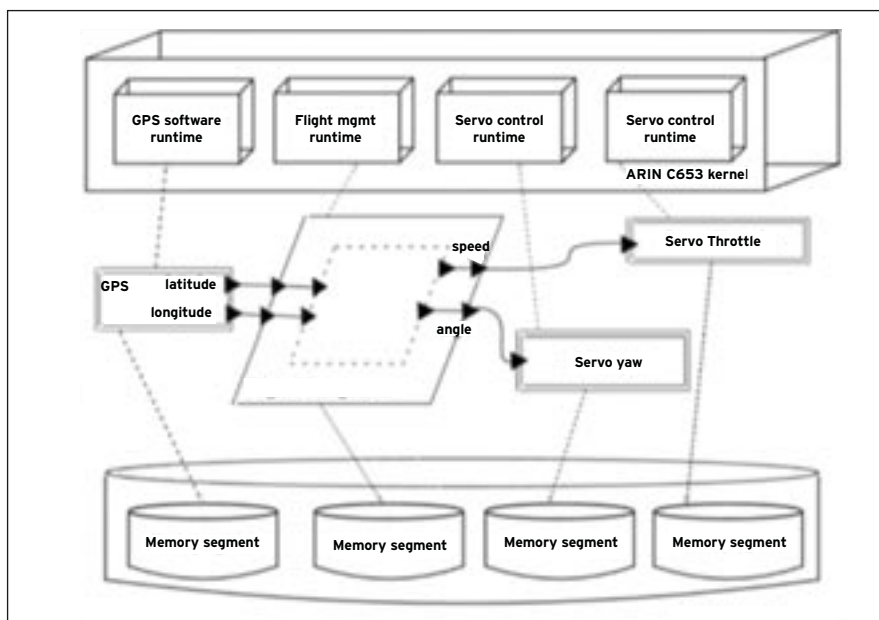 GPS software
runtime
Flight mgmt
runtime
Servo control
runtime
Servo control
runtime
ARIN C653 kernel
speed
Servo Throttle
GPS
latitude
longitude
angle
Servo yaw
Memory segment
Memory segment
Memory segment
Memory segment